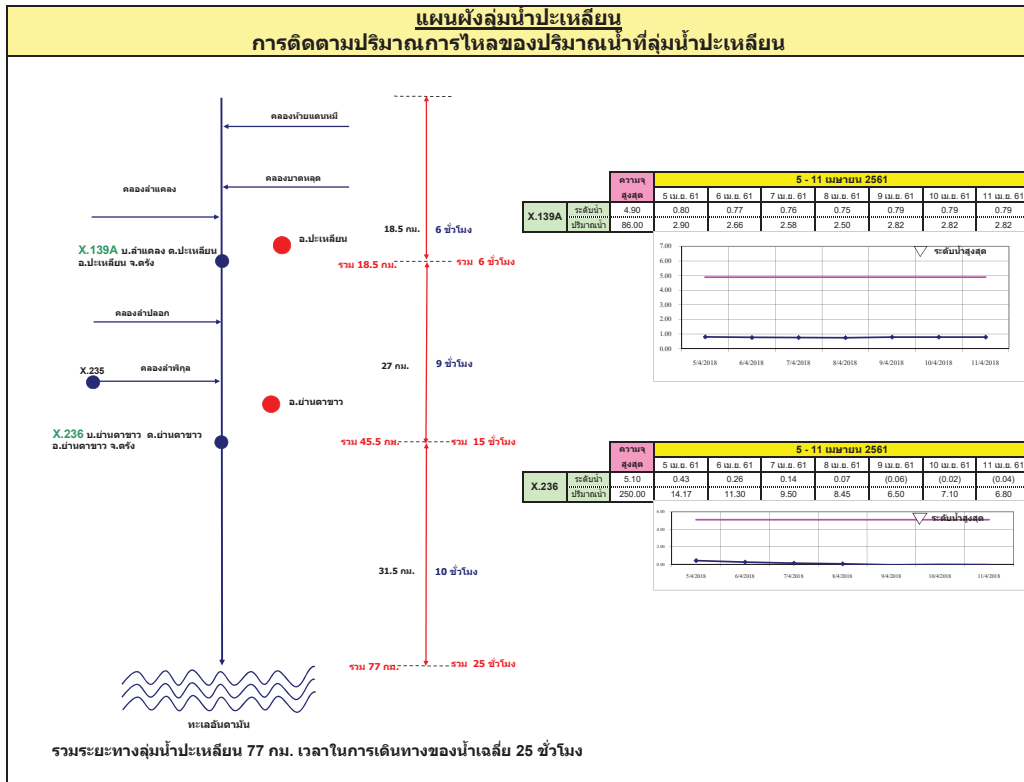 แผนผังลุ่มน้ำปะเหลียน
การติดตามปริมาณการไหลของปริมาณน้ำที่ลุ่มน้ำปะเหลียน
คลองห้วยแดนหมี
คลองบาตหลุด
คลองลำแคลง
อ.ปะเหลียน
X.139A บ.ลำแคลง ต.ปะเหลียน
อ.ปะเหลียน จ.ตรัง
18.5 กม. 6 ชั่วโมง
รวม 18.5 กม. รวม 6 ชั่วโมง
คลองลำปลอก
X.235 คลองลำพิกุล
27 กม. 9 ชั่วโมง
อ.ย่านตาขาว
X.236 บ.ย่านตาขาว ต.ย่านตาขาว
อ.ย่านตาขาว จ.ตรัง
รวม 45.5 กม. รวม 15 ชั่วโมง
31.5 กม. 10 ชั่วโมง
รวม 77 กม. รวม 25 ชั่วโมง
ทะเลอันดามัน
รวมระยะทางลุ่มน้ำปะเหลียน 77 กม. เวลาในการเดินทางของน้ำเฉลี่ย 25 ชั่วโมง
ความจุ 5 - 11 เมษายน 2561
สูงสุด 5 เม.ย. 61 6 เม.ย. 61 7 เม.ย. 61 8 เม.ย. 61 9 เม.ย. 61 10 เม.ย. 61 11 เม.ย. 61
X.139A
ระดับน้ำ 4.90 0.80 0.77 0.76 0.75 0.79 0.79 0.79
ปริมาณน้ำ 86.00 2.90 2.66 2.58 2.50 2.82 2.82 2.82
ระดับน้ำสูงสุด
7.00
6.00
5.00
4.00
3.00
2.00
1.00
0.00
5/4/2018 6/4/2018 7/4/2018 8/4/2018 9/4/2018 10/4/2018 11/4/2018
ความจุ 5 - 11 เมษายน 2561
สูงสุด 5 เม.ย. 61 6 เม.ย. 61 7 เม.ย. 61 8 เม.ย. 61 9 เม.ย. 61 10 เม.ย. 61 11 เม.ย. 61
X.236
ระดับน้ำ 5.10 0.43 0.26 0.14 0.07 (0.06) (0.02) (0.04)
ปริมาณน้ำ 250.00 14.17 11.30 9.50 8.45 6.50 7.10 6.80
ระดับน้ำสูงสุด
6.00
4.00
2.00
0.00
5/4/2018 6/4/2018 7/4/2018 8/4/2018 9/4/2018 10/4/2018 11/4/2018